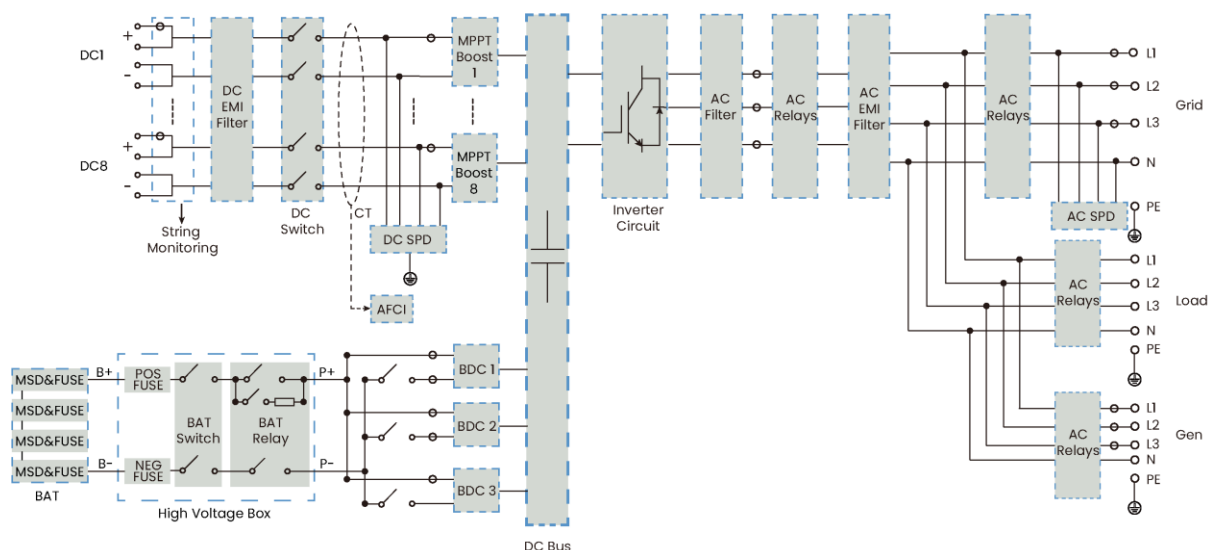 DC1
+
-
DC8
+
-
String
Monitoring
DC
EMI
Filter
DC
Switch
CT
DC SPD
AFCI
MPPT
Boost
1
MPPT
Boost
8
DC Bus
Inverter
Circuit
AC
Filter
AC
Relays
AC
EMI
Filter
AC
Relays
L1
L2
L3
N
PE
Grid
AC SPD
AC
Relays
L1
L2
L3
N
PE
Load
AC
Relays
L1
L2
L3
N
PE
Gen
MSD&FUSE
MSD&FUSE
MSD&FUSE
MSD&FUSE
BAT
B+
B-
POS
FUSE
NEG
FUSE
BAT
Switch
BAT
Relay
P+
P-
High Voltage Box
BDC 1
BDC 2
BDC 3